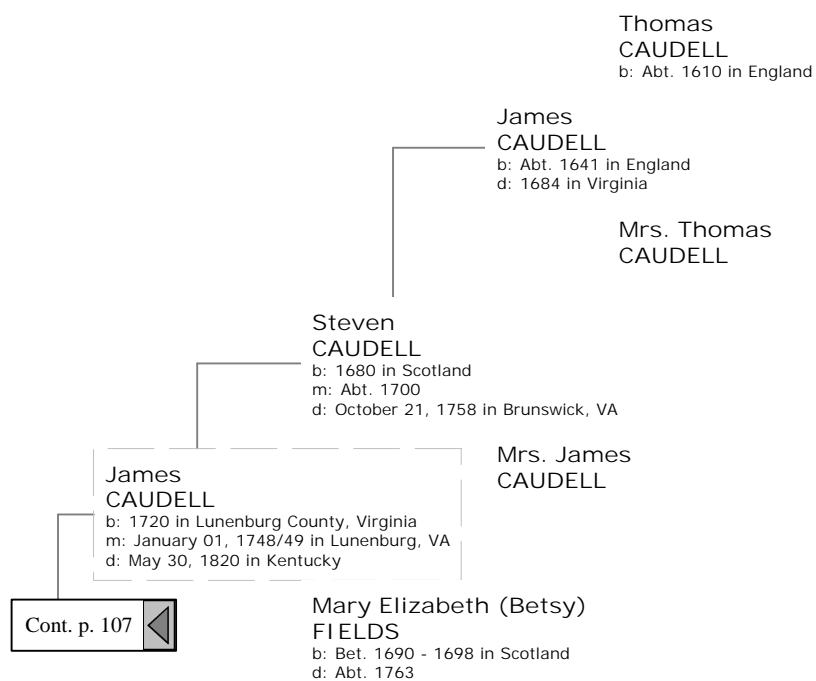 Thomas
CAUDELL
b: Abt. 1610 in England
James
CAUDELL
b: Abt. 1641 in England
d: 1684 in Virginia
Mrs. Thomas
CAUDELL
Steven
CAUDELL
b: 1680 in Scotland
m: Abt. 1700
d: October 21, 1758 in Brunswick, VA
Mrs. James
CAUDELL
James
CAUDELL
b: 1720 in Lunenburg County, Virginia
m: January 01, 1748/49 in Lunenburg, VA
d: May 30, 1820 in Kentucky
Cont. p. 107
Mary Elizabeth (Betsy)
FIELDS
b: Bet. 1690 - 1698 in Scotland
d: Abt. 1763